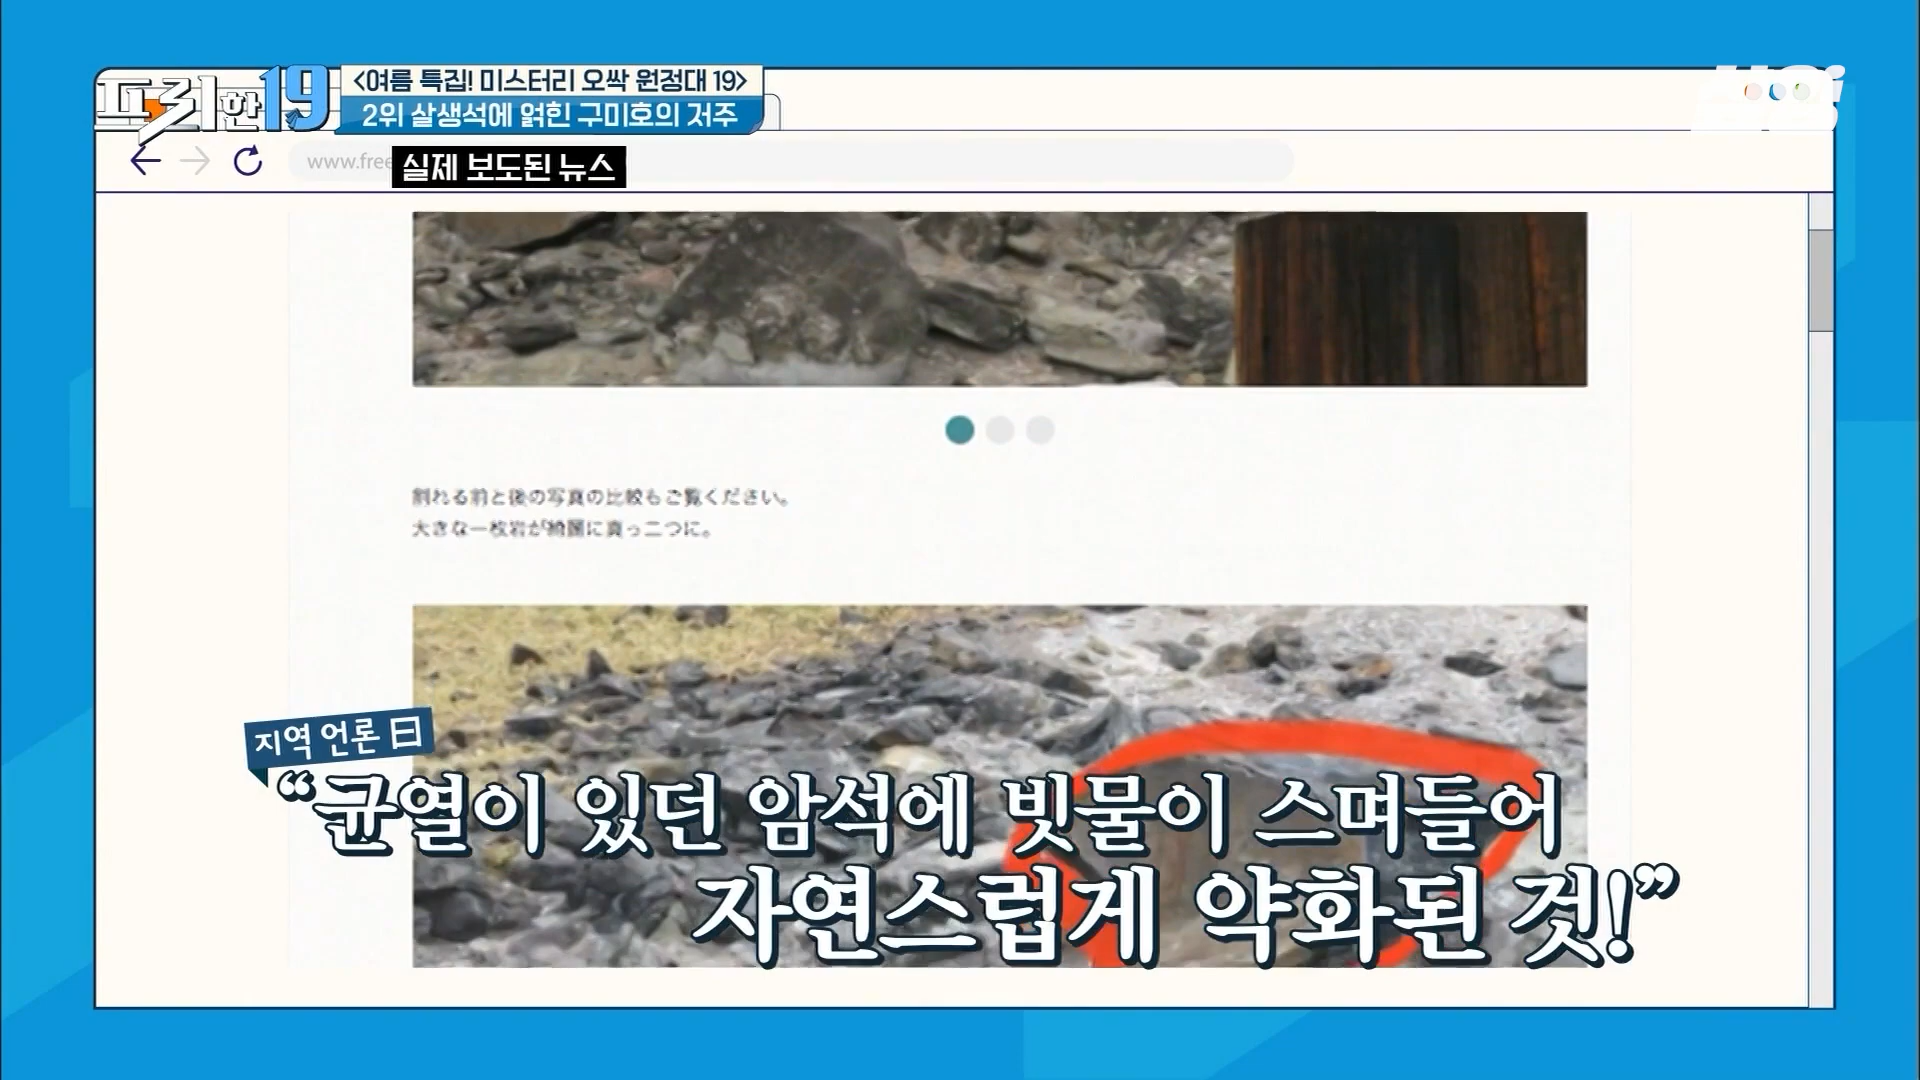 프리한19
<여름 특집! 미스터리 오싹 원정대 19>
2위 살생석에 얽힌 구미호의 저주
www.free
실제 보도된 뉴스
割れる前と後の写真の比較もご覧ください。
大きな一枚岩が綺麗に真っ二つに。
지역 언론 曰
“균열이 있던 암석에 빗물이 스며들어
자연스럽게 약화된 것!”